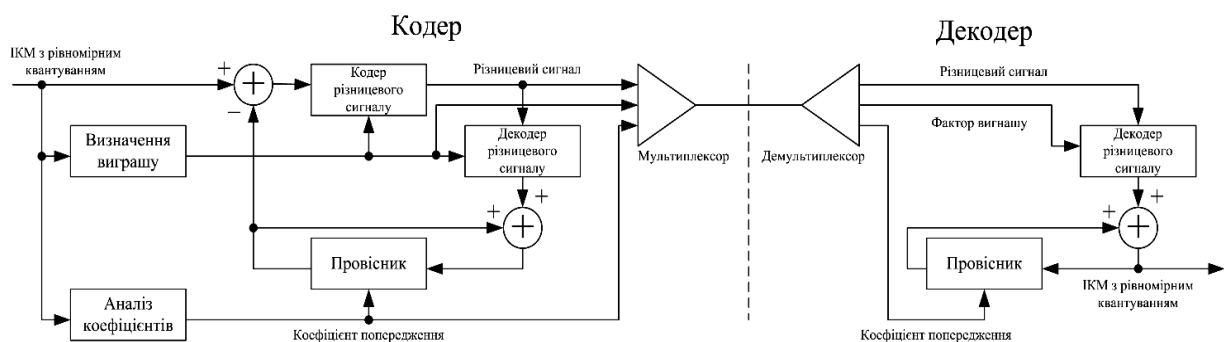 Кодер
Декодер
ІКМ з рівномірним
квантуванням
+
+
−
Кодер
різницевого
сигналу
Різницевий сигнал
Різницевий сигнал
Визначення
виграшу
Декодер
різницевого
сигналу
Мультиплексор
Демультиплексор
Фактор вигнашу
Декодер
різницевого
сигналу
+
+
+
+
+
+
Провісник
Провісник
ІКМ з рівномірним
квантуванням
Аналіз
коефіцієнтів
Коефіцієнт попередження
Коефіцієнт попередження